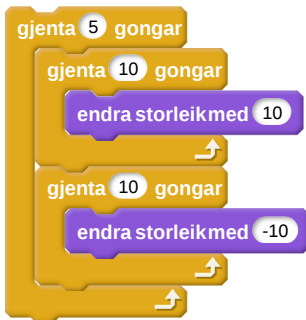 gjenta 5 gongar
gjenta 10 gongar
endra storleik med 10
gjenta 10 gongar
endra storleik med -10